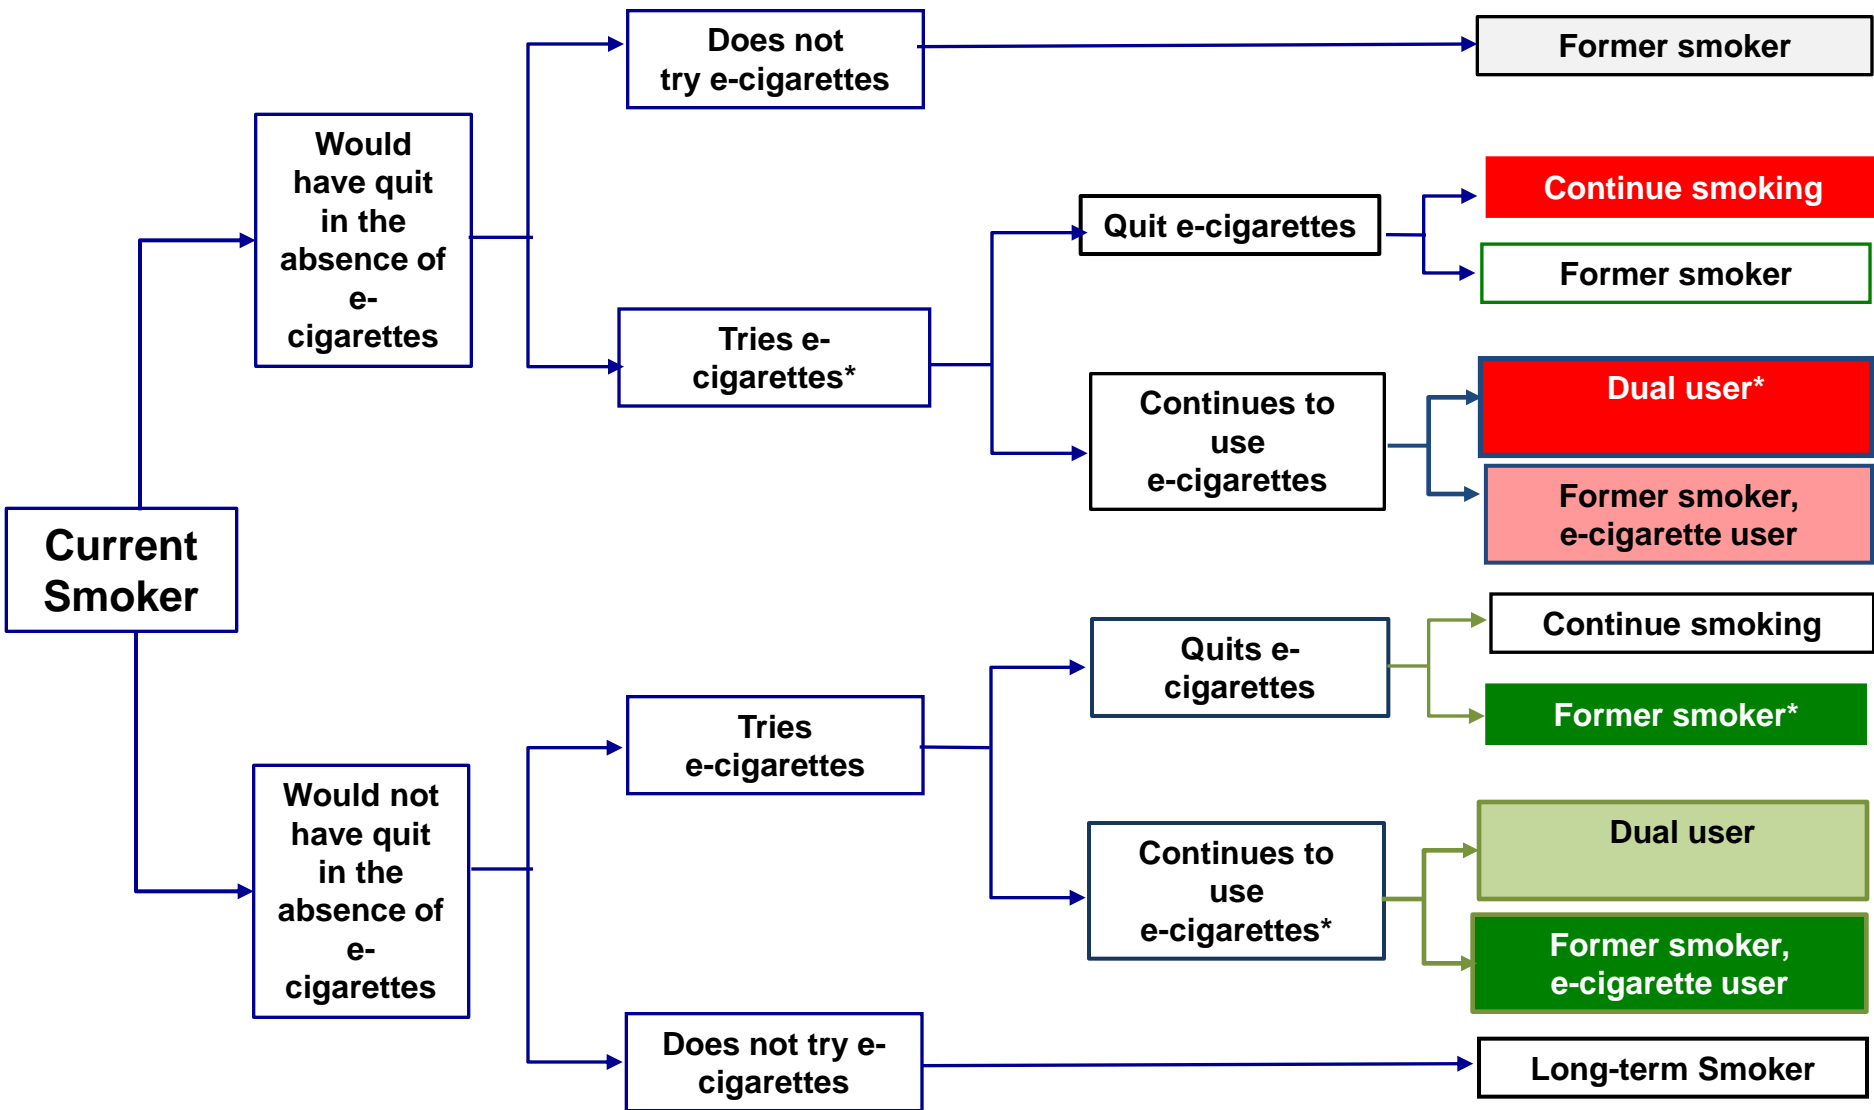 Does not
try e-cigarettes
Former smoker
Would
have quit
in the
absence of
e-
cigarettes
Continue smoking
Quit e-cigarettes
Former smoker
Tries e-
cigarettes*
Dual user*
Continues to
use
e-cigarettes
Former smoker,
e-cigarette user
Current
Smoker
Continue smoking
Quits e-
cigarettes
Former smoker*
Tries
e-cigarettes
Would not
have quit
in the
absence of
e-
cigarettes
Dual user
Continues to
use
e-cigarettes*
Former smoker,
e-cigarette user
Does not try e-
cigarettes
Long-term Smoker